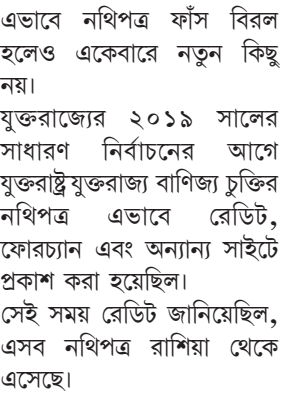 এভাবে নথিপত্র ফাঁস বিরল
হলেও একেবারে নতুন কিছু
নয়।
যুক্তরাজ্যের ২০১৯ সালের
সাধারণ নির্বাচনের আগে
যুক্তরাষ্ট্রযুক্তরাজ্য বাণিজ্য চুক্তির
নথিপত্র এভাবে রেডিট,
ফোরচ্যান এবং অন্যান্য সাইটে
প্রকাশ করা হয়েছিল।
সেই সময় রেডিট জানিয়েছিল,
এসব নথিপত্র রাশিয়া থেকে
এসেছে।